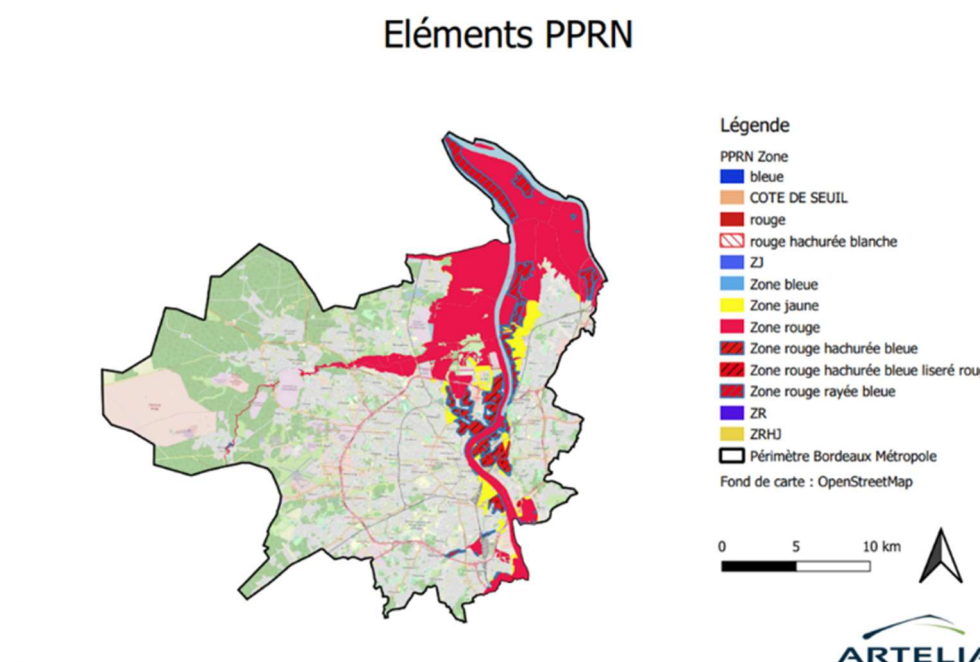 Eléments PPRN
Légende
PPRN Zone
bleue
COTE DE SEUIL
rouge
rouge hachurée blanche
ZJ
Zone bleue
Zone jaune
Zone rouge
Zone rouge hachurée bleue
Zone rouge hachurée bleue liseré rou
Zone rouge rayée bleue
ZR
ZRHJ
Périmètre Bordeaux Métropole
Fond de carte : OpenStreetMap
0 5 10 km
ARTELIA